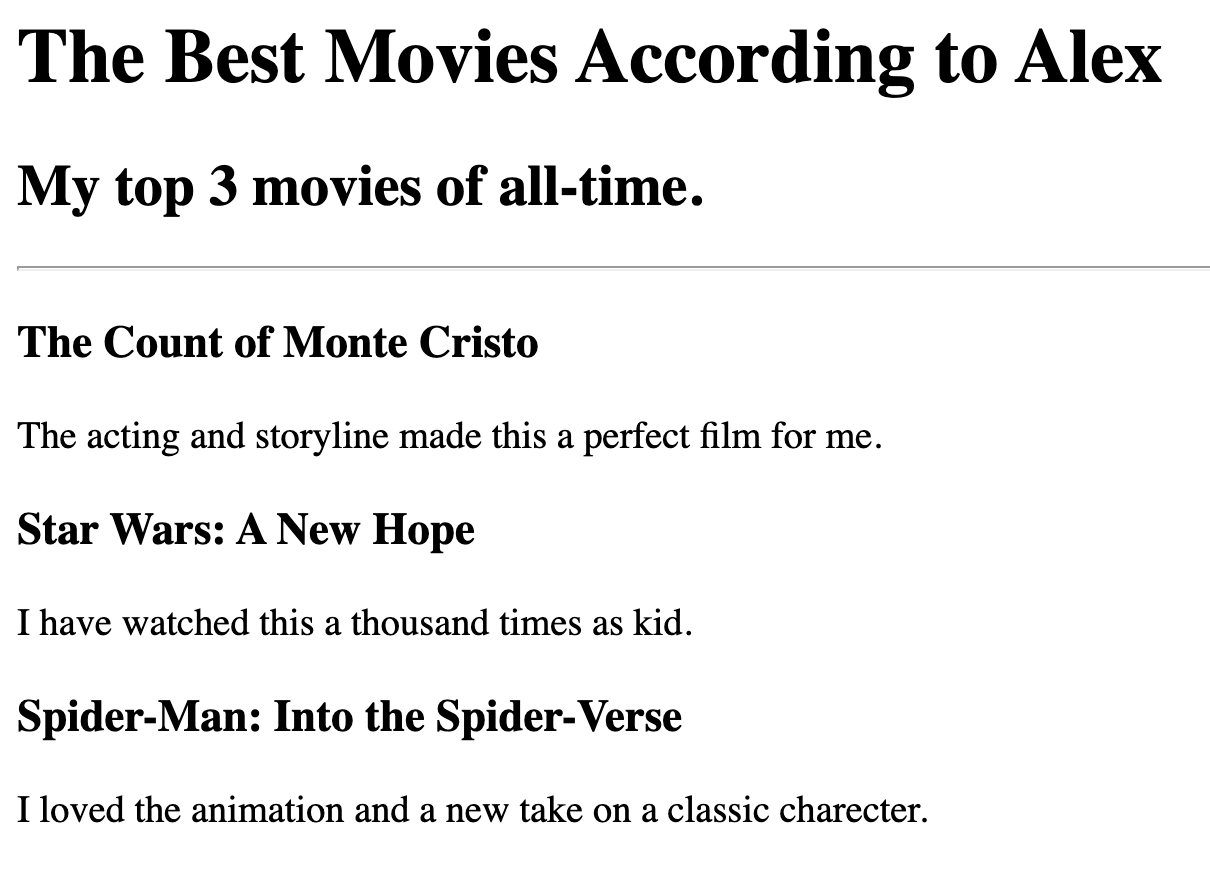 The Best Movies According to Alex
My top 3 movies of all-time.
The Count of Monte Cristo
The acting and storyline made this a perfect film for me.
Star Wars: A New Hope
I have watched this a thousand times as kid.
Spider-Man: Into the Spider-Verse
I loved the animation and a new take on a classic charecter.